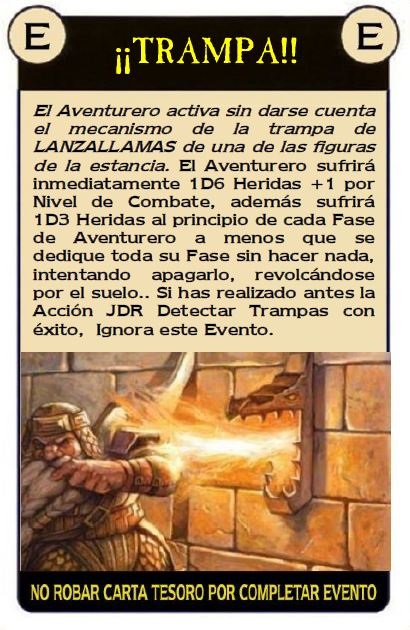 E
¡¡TRAMPA!!
E
El Aventurero activa sin darse cuenta
el mecanismo de la trampa de
LANZALLAMAS de una de las figuras
de la estancia. El Aventurero sufrirá
inmediatamente 1D6 Heridas +1 por
Nivel de Combate, además sufrirá
1D3 Heridas al principio de cada Fase
de Aventurero a menos que se
dedique toda su Fase sin hacer nada,
intentando apagarlo, revolcándose
por el suelo.. Si has realizado antes la
Acción JDR Detectar Trampas con
éxito, Ignora este Evento.
NO ROBAR CARTA TESORO POR COMPLETAR EVENTO